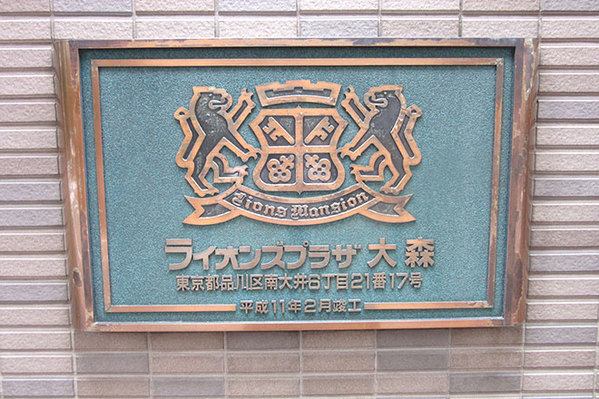 Lions Mansion
ライオンズプラザ大森
東京都品川区南大井6丁目21番17号
平成11年2月竣工